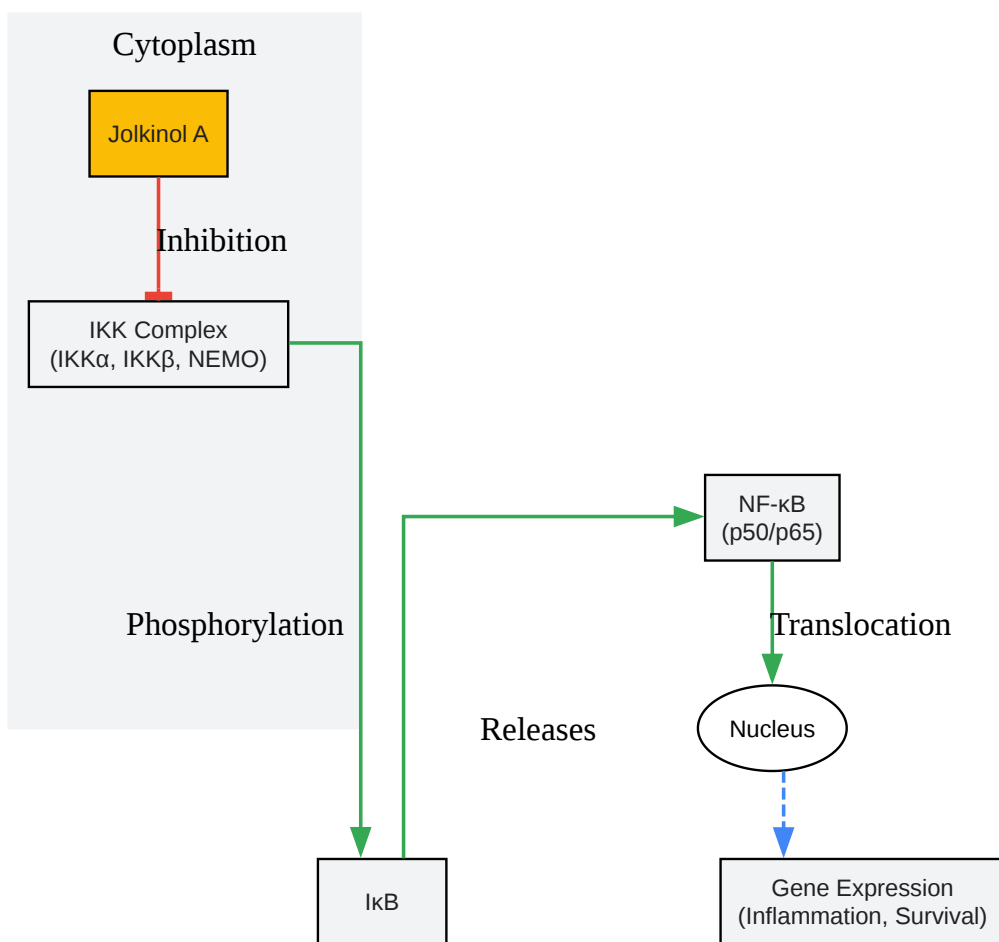 Cytoplasm
Jolkinol A
Inhibition
IKK Complex
(IKKα, IKKβ, NEMO)
NF-κB
(p50/p65)
Phosphorylation
Translocation
Releases
Nucleus
IκB
Gene Expression
(Inflammation, Survival)